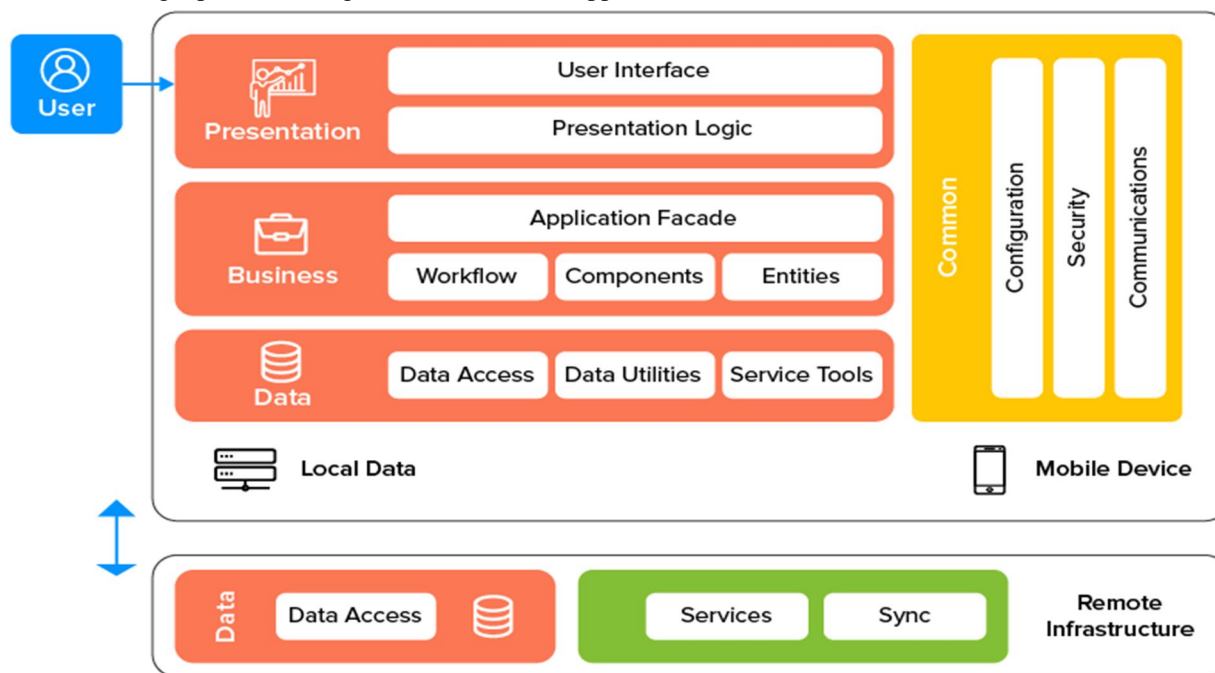 User
Presentation
User Interface
Presentation Logic
Business
Application Facade
Workflow
Components
Entities
Data
Data Access
Data Utilities
Service Tools
Common
Configuration
Security
Communications
Local Data
Mobile Device
Data
Data Access
Services
Sync
Remote
Infrastructure